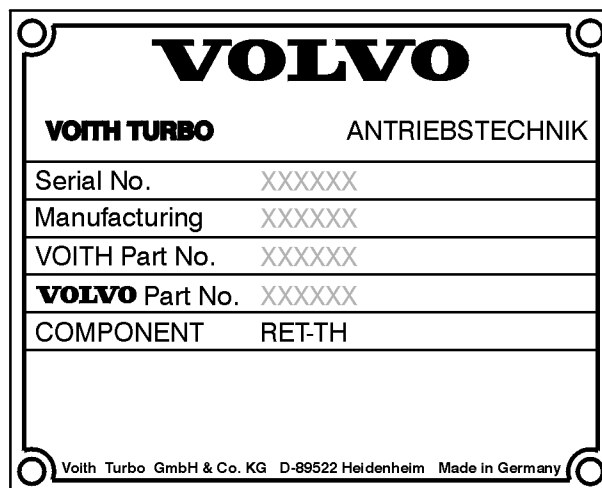 VOLVO
VOITH TURBO ANTRIEBSTECHNIK
Serial No. XXXXXX
Manufacturing XXXXXX
VOITH Part No. XXXXXX
VOLVO Part No. XXXXXX
COMPONENT RET-TH
Voith Turbo GmbH & Co. KG D-89522 Heidenheim Made in Germany